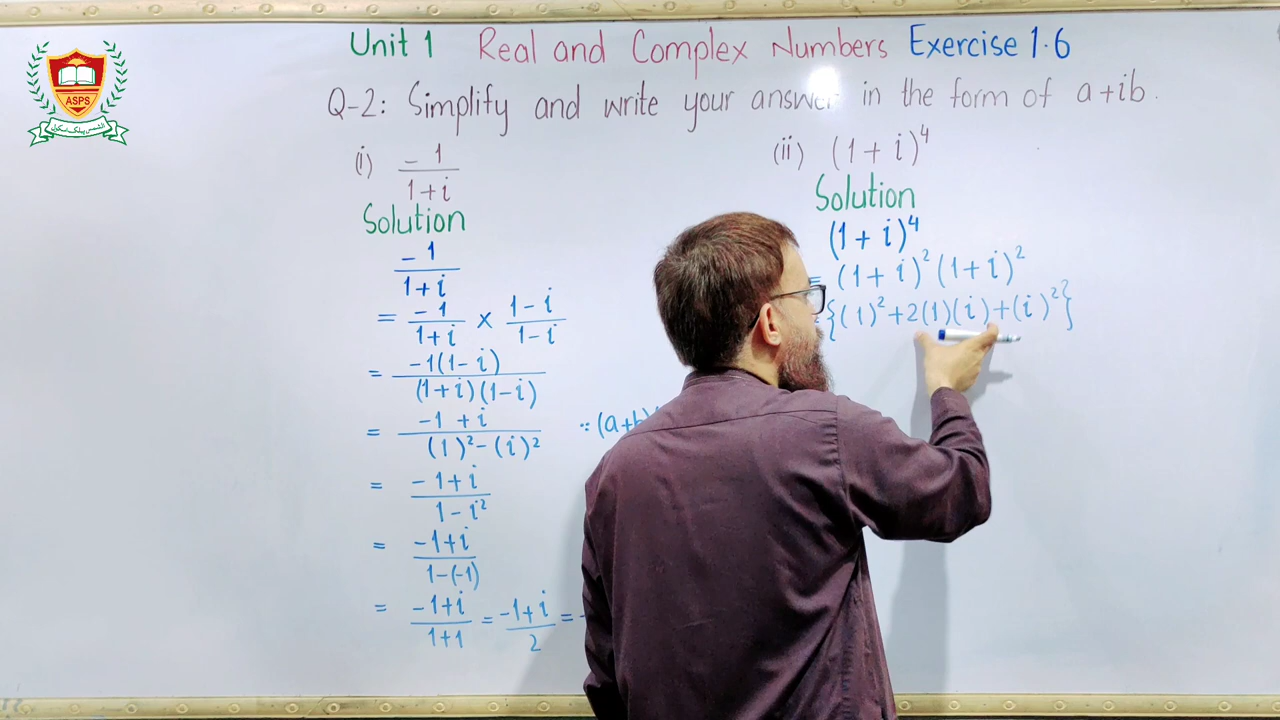 Unit 1 Real and Complex Numbers Exercise 1.6
Q-2: Simplify and write your answer in the form of a+ib.
ASPS
الشمس پبلک اسکول
(i) -1/1+i
Solution
-1/1+i
= -1/1+i × 1-i/1-i
= -1(1-i)/(1+i)(1-i)
= -1+i/(1)²-(i)² ∵ (a+b)
= -1+i/1-i²
= -1+i/1-(-1)
= -1+i/1+1 = -1+i/2 = -
(ii) (1+i)⁴
Solution
(1+i)⁴
= (1+i)²(1+i)²
= {(1)²+2(1)(i)+(i)²}